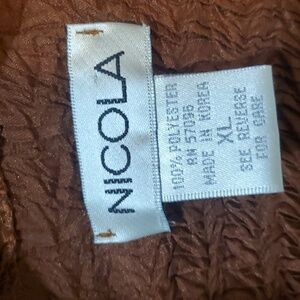 NICOLA
100% POLYESTER
RN 57096
MADE IN KOREA
XL
SEE REVERSE
FOR CARE